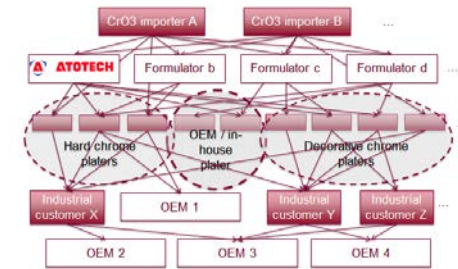 CrO3 importer A
CrO3 importer B
...
ATOTECH
Formulator b
Formulator c
Formulator d
...
Hard chrome
platers
OEM / in-
house
plater
Decorative chrome
platers
...
Industrial
customer X
OEM 1
Industrial
customer Y
Industrial
customer Z
...
OEM 2
OEM 3
OEM 4